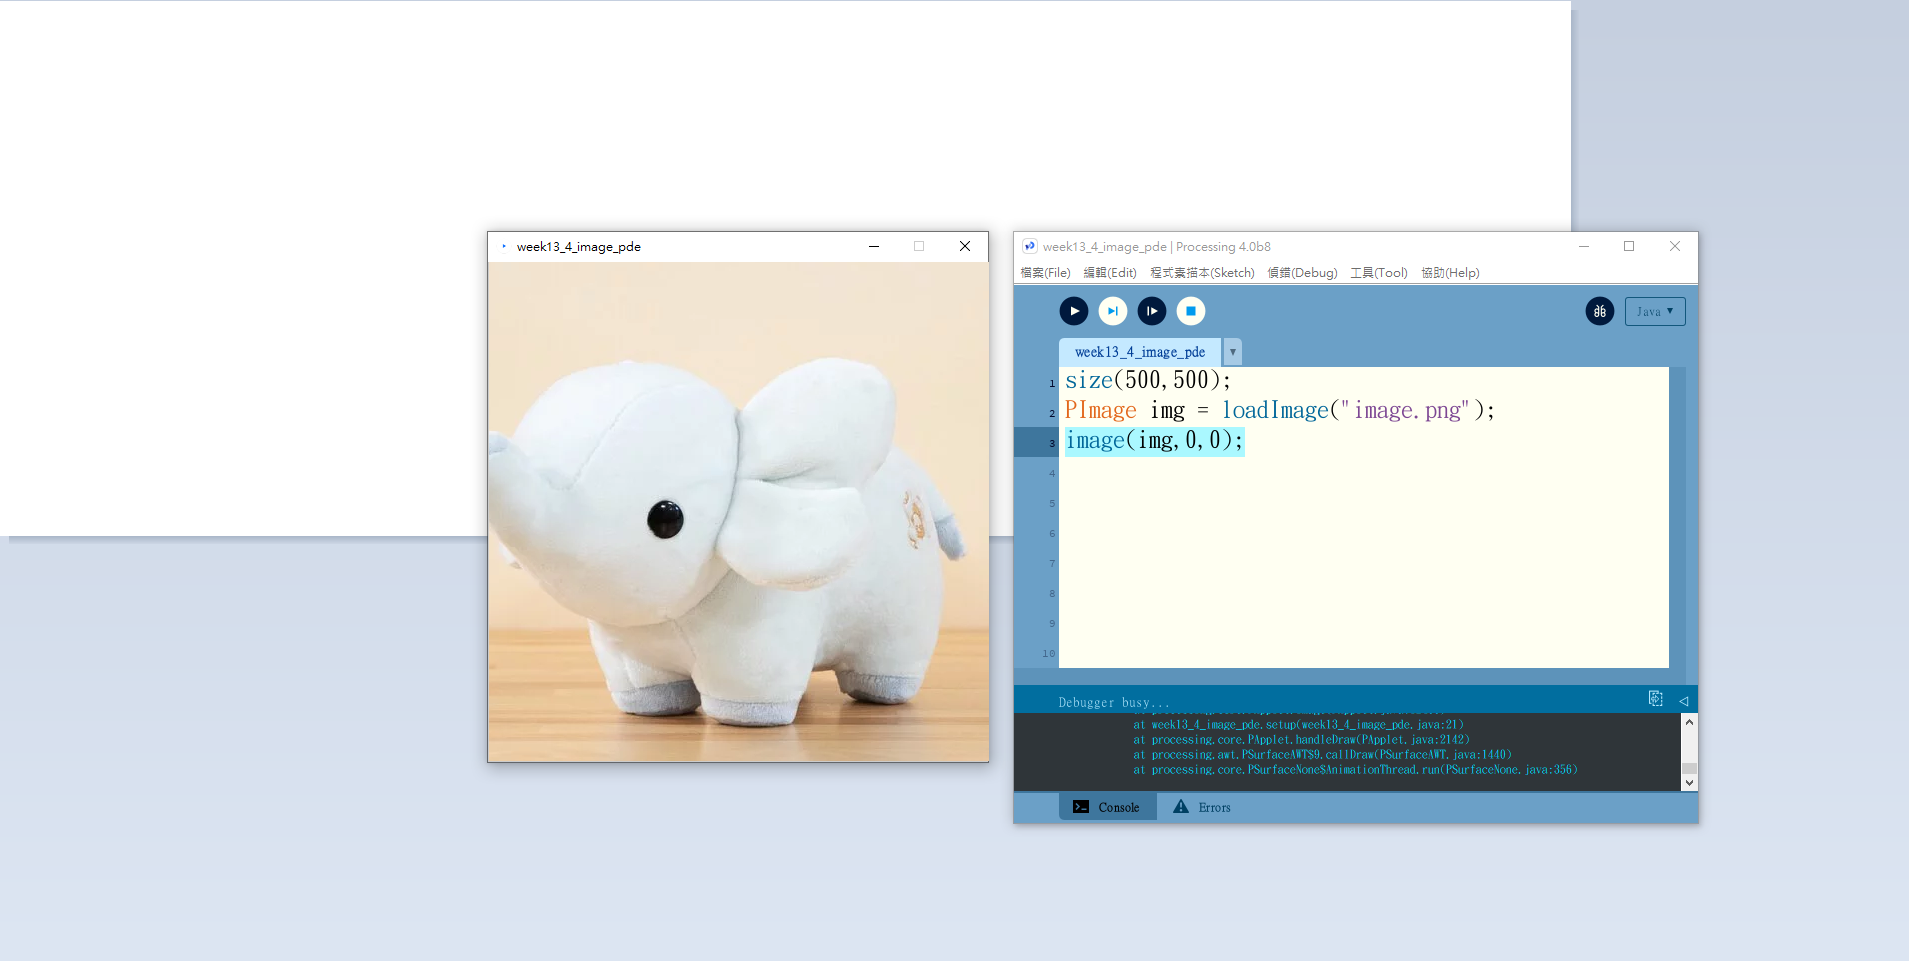 week13_4_image_pde
week13_4_image_pde | Processing 4.0b8
檔案(File) 編輯(Edit) 程式素描本(Sketch) 偵錯(Debug) 工具(Tool) 協助(Help)
Java
week13_4_image_pde
1 size(500,500);
2 PImage img = loadImage("image.png");
3 image(img,0,0);
4
5
6
7
8
9
10
Debugger busy...
at week13_4_image_pde.setup(week13_4_image_pde.java:21)
at processing.core.PApplet.handleDraw(PApplet.java:2142)
at processing.awt.PSurfaceAWT$9.callDraw(PSurfaceAWT.java:1440)
at processing.core.PSurfaceNone$AnimationThread.run(PSurfaceNone.java:356)
Console Errors